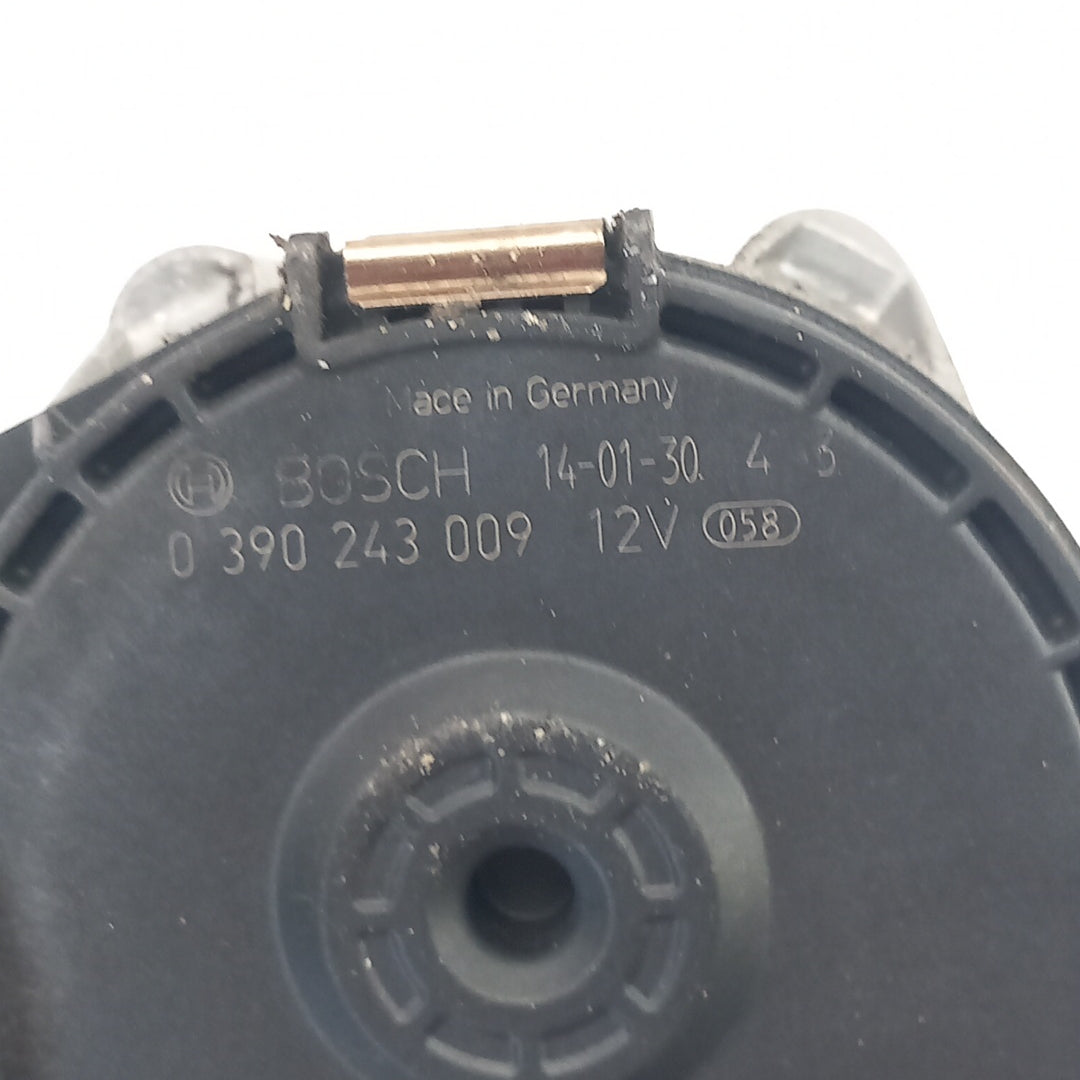 Made in Germany
BOSCH 14-01-30 4 3
0 390 243 009 12V 058